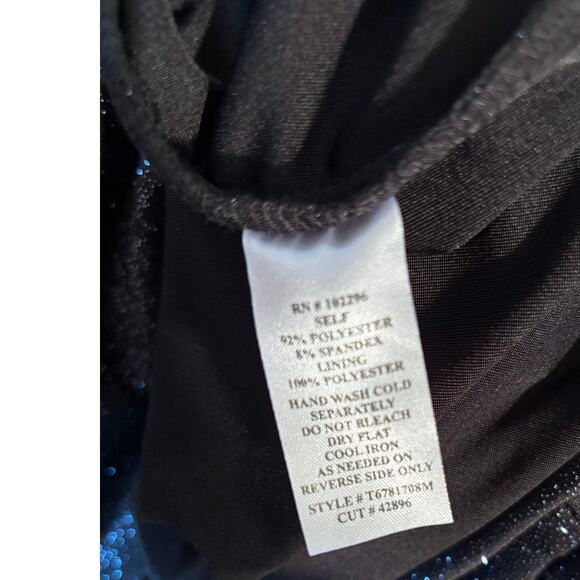 RN # 102296
SELF
92% POLYESTER
8% SPANDEX
LINING
100% POLYESTER
HAND WASH COLD
SEPARATELY
DO NOT BLEACH
DRY FLAT
COOL IRON
AS NEEDED ON
REVERSE SIDE ONLY
STYLE # T6781708M
CUT # 42896